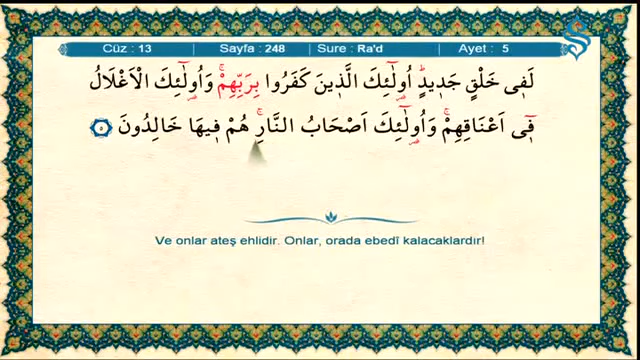 Cüz : 13 Sayfa : 248 Sure : Ra'd Ayet : 5
لَفٖى خَلْقٍ جَدٖيدٍۜ اُو۬لٰٓئِكَ الَّذٖينَ كَفَرُوا بِرَبِّهِمْۚ وَاُو۬لٰٓئِكَ الْاَغْلَالُ
فٖٓى اَعْنَاقِهِمْۚ وَاُو۬لٰٓئِكَ اَصْحَابُ النَّارِۚ هُمْ فٖيهَا خَالِدُونَ ﴿٥﴾
Ve onlar ateş ehlidir. Onlar, orada ebedî kalacaklardır!